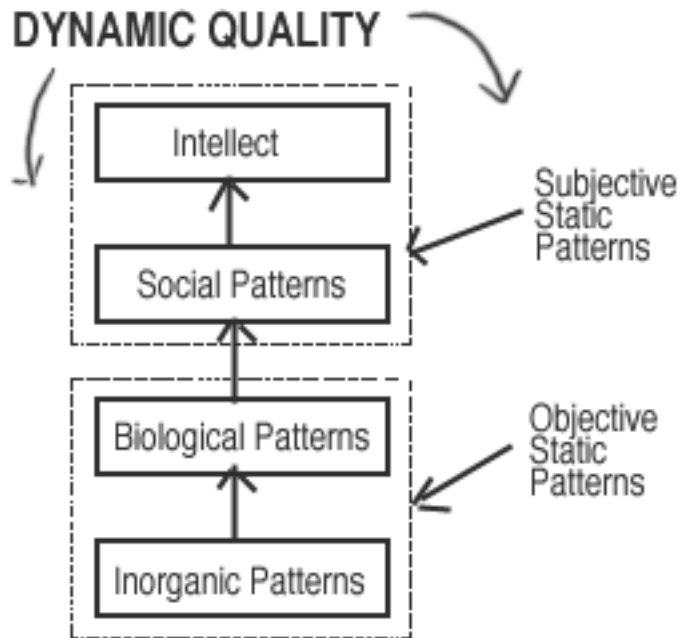 DYNAMIC QUALITY
Intellect
Subjective
Static
Patterns
Social Patterns
Biological Patterns
Objective
Static
Patterns
Inorganic Patterns